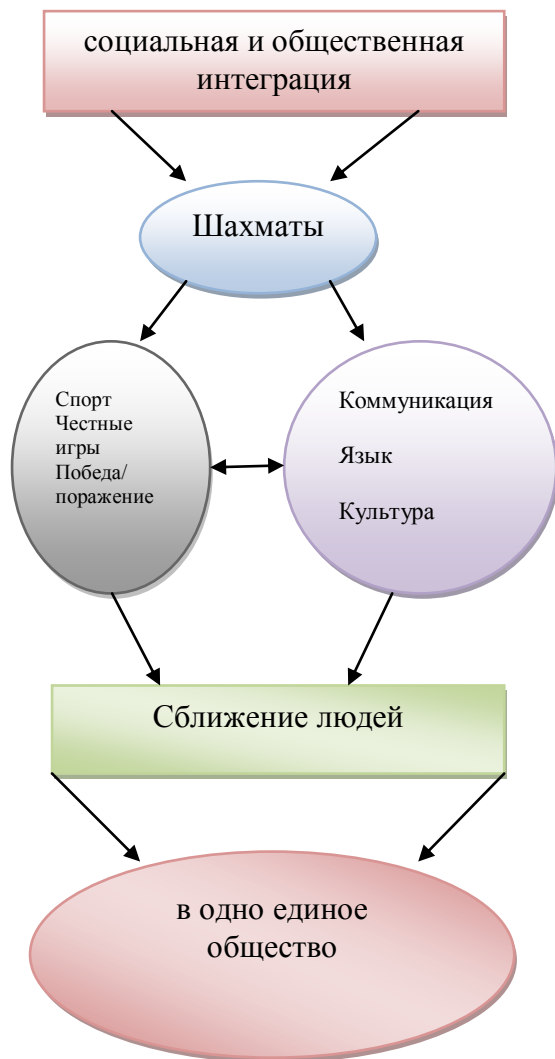 социальная и общественная
интеграция
Шахматы
Спорт
Честные
игры
Победа/
поражение
Коммуникация
Язык
Культура
Сближение людей
в одно единое
общество